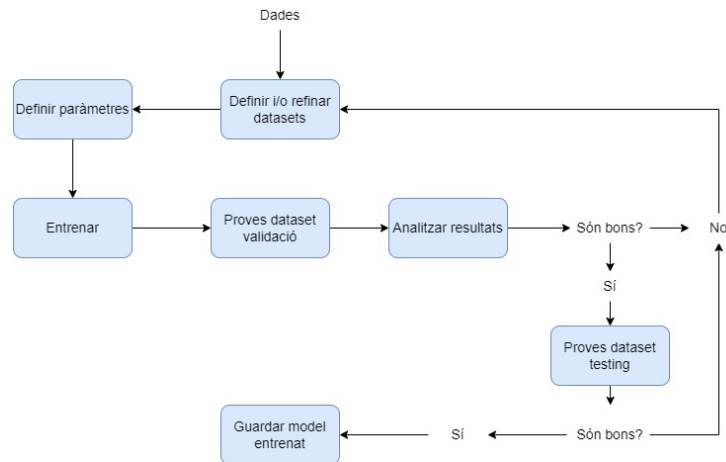 Dades
Definir paràmetres
Definir i/o refinar
datasets
Entrenar
Proves dataset
validació
Analitzar resultats
Són bons?
No
Sí
Proves dataset
testing
Guardar model
entrenat
Sí
Són bons?